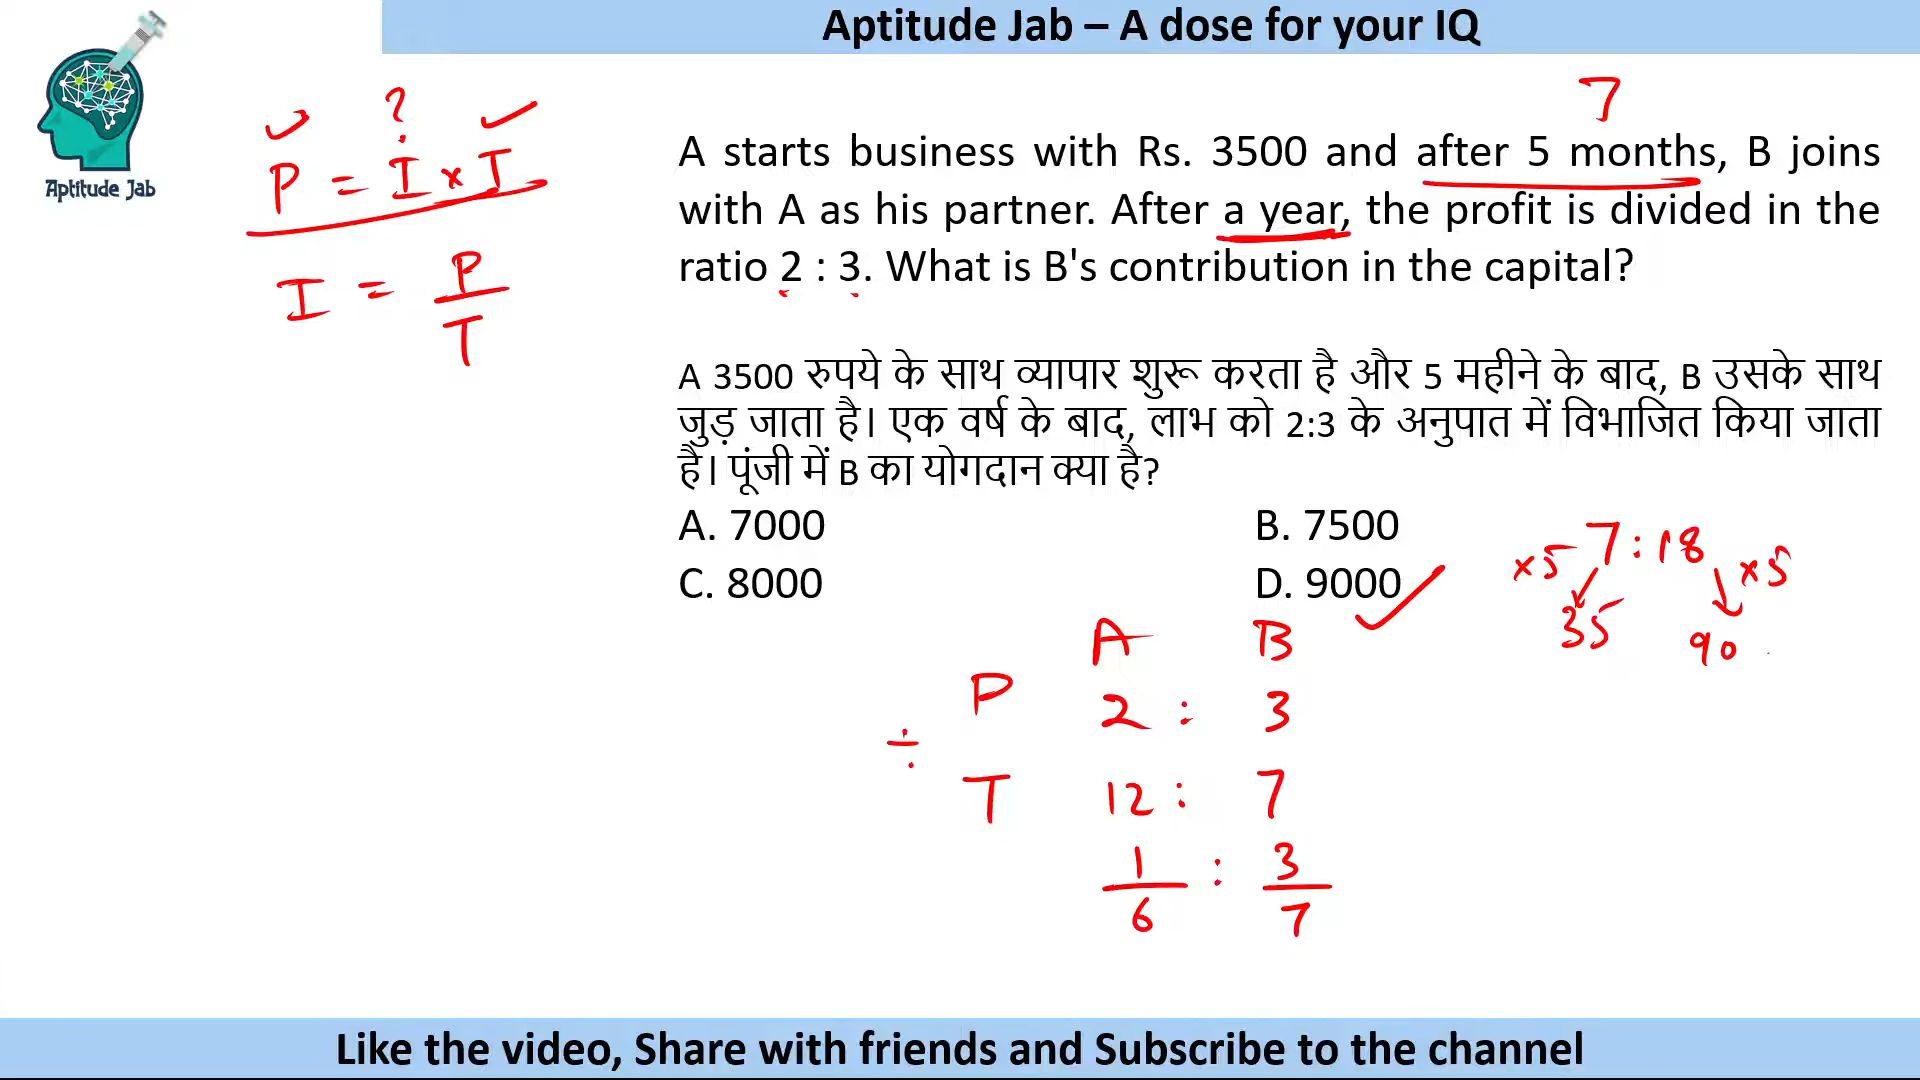 Aptitude Jab – A dose for your IQ
Aptitude Jab
?
P = I × T
I = P / T
7
A starts business with Rs. 3500 and after 5 months, B joins
with A as his partner. After a year, the profit is divided in the
ratio 2 : 3. What is B's contribution in the capital?
A 3500 रुपये के साथ व्यापार शुरू करता है और 5 महीने के बाद, B उसके साथ
जुड़ जाता है। एक वर्ष के बाद, लाभ को 2:3 के अनुपात में विभाजित किया जाता
है। पूंजी में B का योगदान क्या है?
A. 7000 B. 7500
C. 8000 D. 9000
×5 7 : 18 ×5
35 90
A B
P 2 : 3
÷
T 12 : 7
1/6 : 3/7
Like the video, Share with friends and Subscribe to the channel